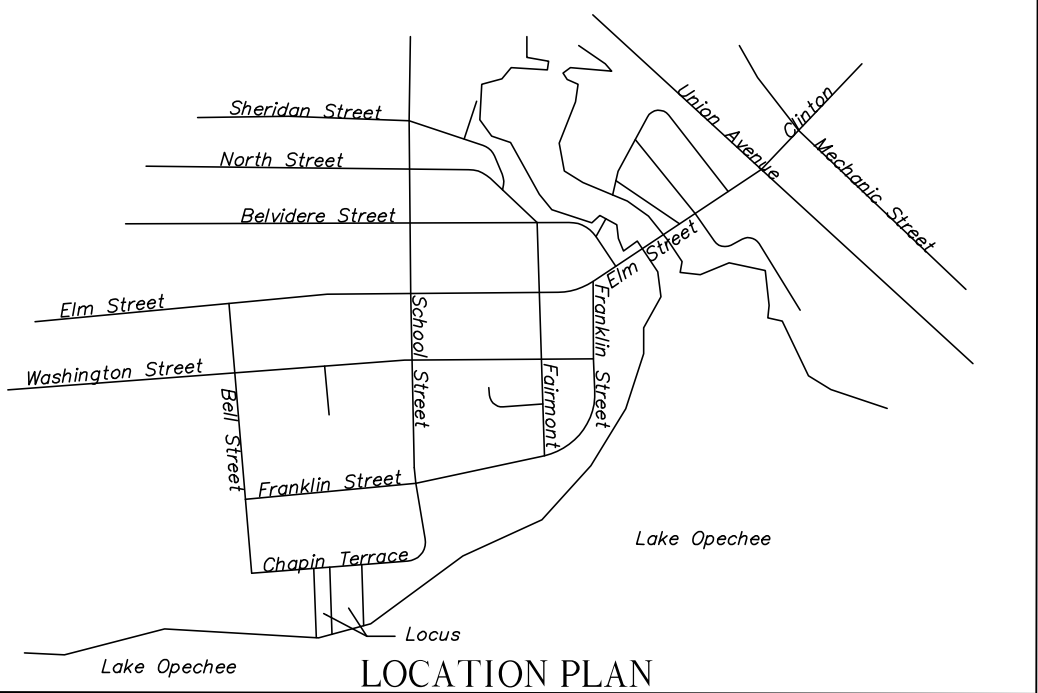 Sheridan Street
North Street
Belvidere Street
Elm Street
Washington Street
Bell Street
School Street
Fairmont
Franklin Street
Elm Street
Union Avenue
Clinton
Mechanic Street
Franklin Street
Chapin Terrace
Lake Opechee
Locus
Lake Opechee
LOCATION PLAN